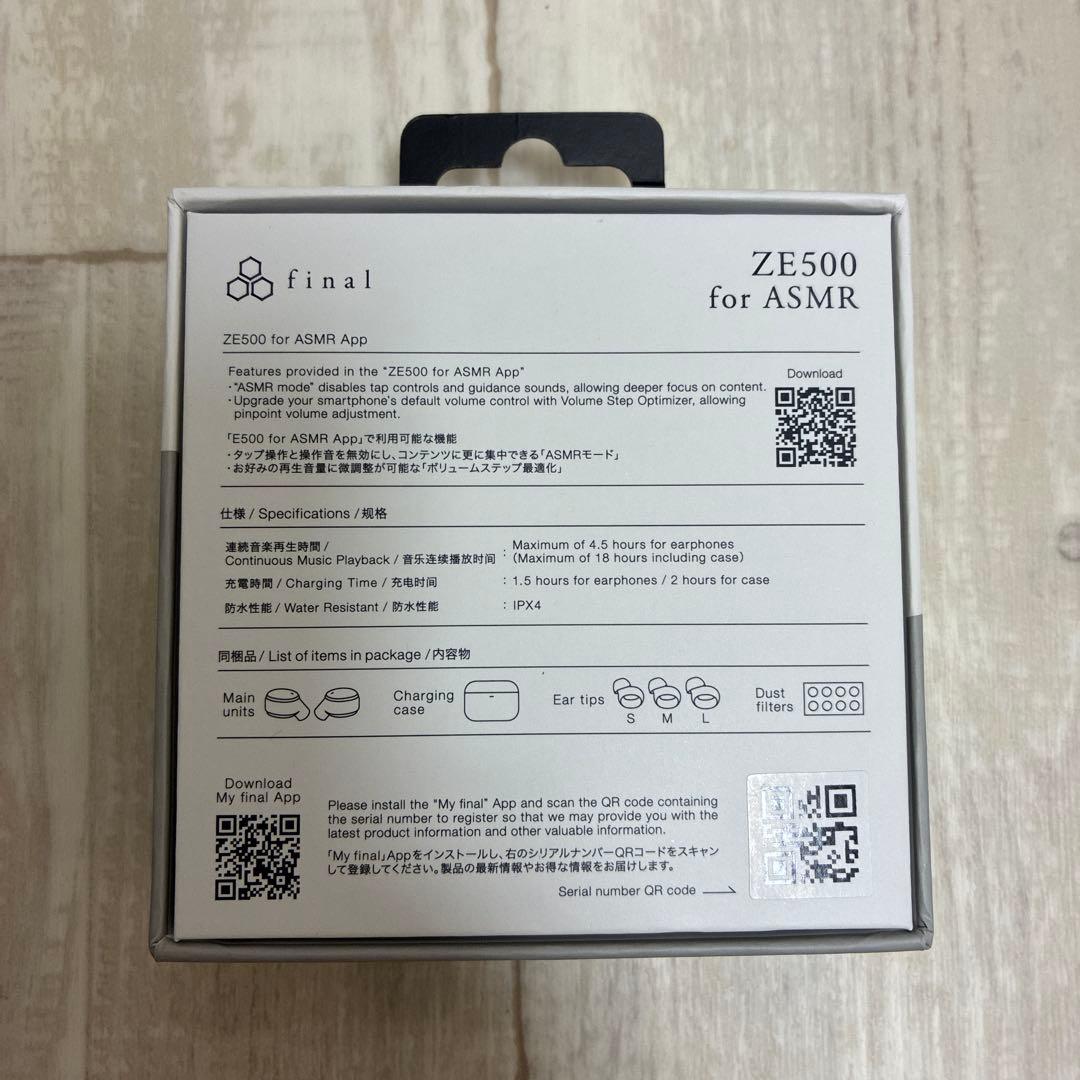 final
ZE500
for ASMR
ZE500 for ASMR App
Features provided in the "ZE500 for ASMR App"
・"ASMR mode" disables tap controls and guidance sounds, allowing deeper focus on content.
・Upgrade your smartphone's default volume control with Volume Step Optimizer, allowing
pinpoint volume adjustment.
Download
「E500 for ASMR App」で利用可能な機能
・タップ操作と操作音を無効にし、コンテンツに更に集中できる「ASMRモード」
・お好みの再生音量に微調整が可能な「ボリュームステップ最適化」
仕様 / Specifications / 规格
連続音楽再生時間 /
Continuous Music Playback / 音乐连续播放时间 : Maximum of 4.5 hours for earphones
(Maximum of 18 hours including case)
充電時間 / Charging Time / 充电时间 : 1.5 hours for earphones / 2 hours for case
防水性能 / Water Resistant / 防水性能 : IPX4
同梱品 / List of items in package / 内容物
Main
units
Charging
case
Ear tips
S M L
Dust
filters
Download
My final App
Please install the "My final" App and scan the QR code containing
the serial number to register so that we may provide you with the
latest product information and other valuable information.
「My final」Appをインストールし、右のシリアルナンバーQRコードをスキャン
して登録してください。製品の最新情報やお得な情報をお届けします。
Serial number QR code